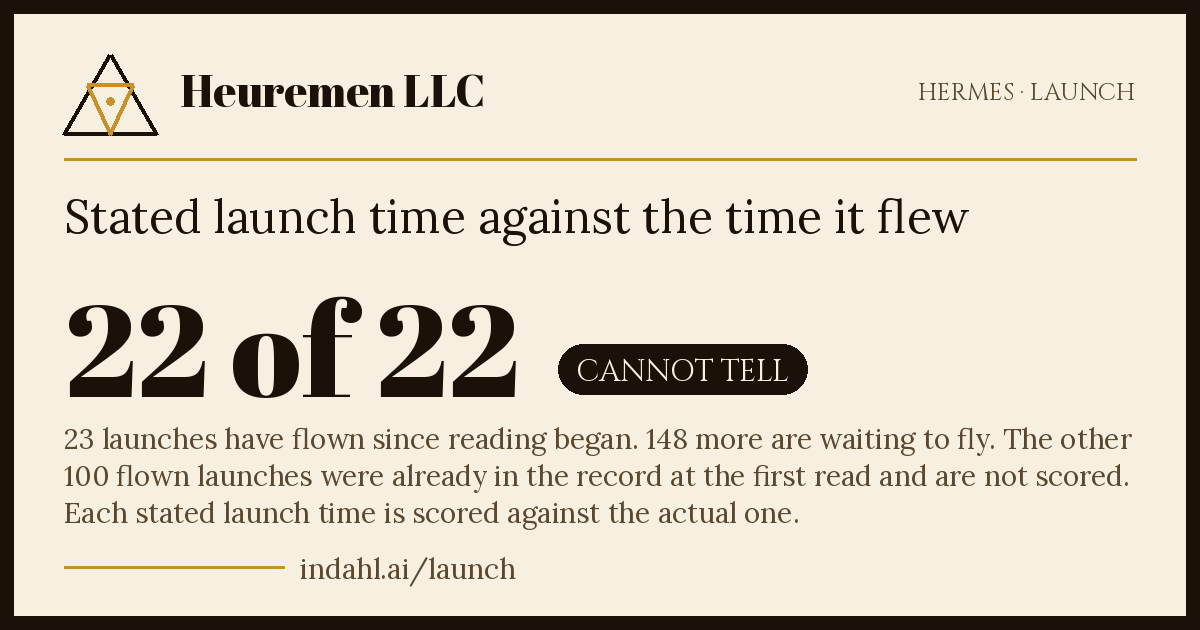 Heuremen LLC
HERMES · LAUNCH
Stated launch time against the time it flew
22 of 22
CANNOT TELL
23 launches have flown since reading began. 148 more are waiting to fly. The other
100 flown launches were already in the record at the first read and are not scored.
Each stated launch time is scored against the actual one.
indahl.ai/launch